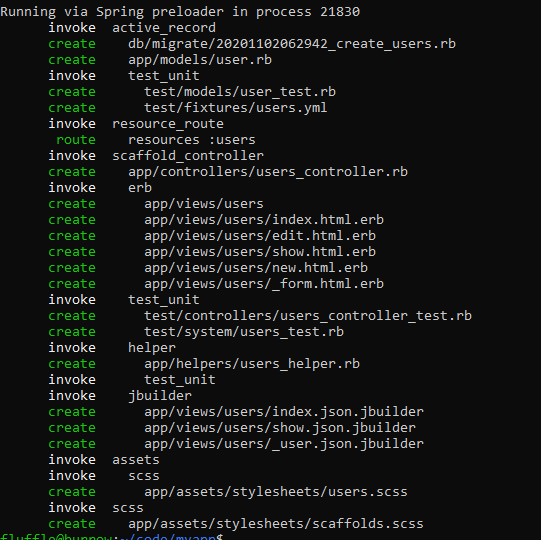 Running via Spring preloader in process 21830
      invoke  active_record
      create    db/migrate/20201102062942_create_users.rb
      create    app/models/user.rb
      invoke    test_unit
      create      test/models/user_test.rb
      create      test/fixtures/users.yml
      invoke  resource_route
       route    resources :users
      invoke  scaffold_controller
      create    app/controllers/users_controller.rb
      invoke    erb
      create      app/views/users
      create      app/views/users/index.html.erb
      create      app/views/users/edit.html.erb
      create      app/views/users/show.html.erb
      create      app/views/users/new.html.erb
      create      app/views/users/_form.html.erb
      invoke    test_unit
      create      test/controllers/users_controller_test.rb
      create      test/system/users_test.rb
      invoke    helper
      create      app/helpers/users_helper.rb
      invoke      test_unit
      invoke    jbuilder
      create      app/views/users/index.json.jbuilder
      create      app/views/users/show.json.jbuilder
      create      app/views/users/_user.json.jbuilder
      invoke  assets
      invoke    scss
      create      app/assets/stylesheets/users.scss
      invoke  scss
      create    app/assets/stylesheets/scaffolds.scss